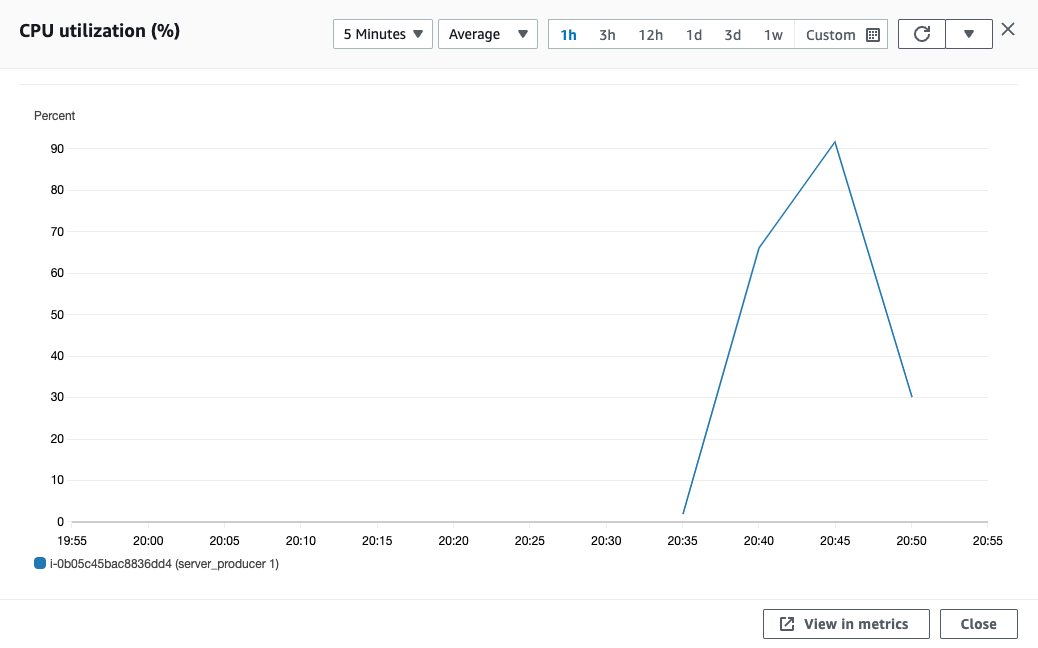 CPU utilization (%)
5 Minutes
Average
1h 3h 12h 1d 3d 1w Custom
Percent
90
80
70
60
50
40
30
20
10
0
19:55 20:00 20:05 20:10 20:15 20:20 20:25 20:30 20:35 20:40 20:45 20:50 20:55
i-0b05c45bac8836dd4 (server_producer 1)
View in metrics
Close